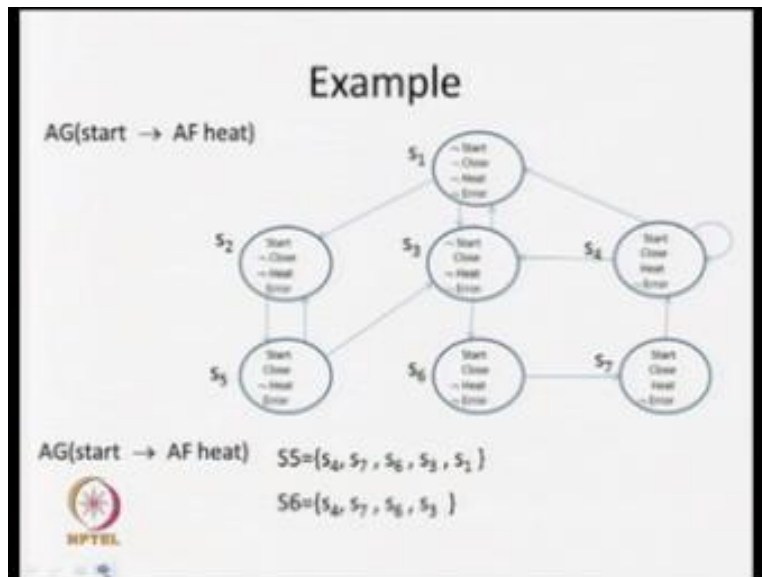 Example
AG(start → AF heat)
S1
¬ Start
¬ Close
¬ Heat
¬ Error
S2
Start
¬ Close
¬ Heat
Error
S3
¬ Start
Close
¬ Heat
¬ Error
S4
Start
Close
Heat
¬ Error
S5
Start
Close
¬ Heat
Error
S6
Start
Close
¬ Heat
¬ Error
S7
Start
Close
Heat
¬ Error
AG(start → AF heat)
S5={s4, s7 , s6 , s3 , s1 }
S6={s4, s7 , s6 , s3 }
NPTEL